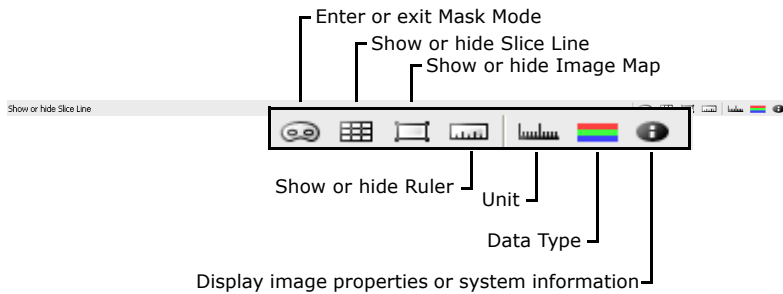 Enter or exit Mask Mode
Show or hide Slice Line
Show or hide Image Map
Show or hide Slice Line
Show or hide Ruler
Unit
Data Type
Display image properties or system information